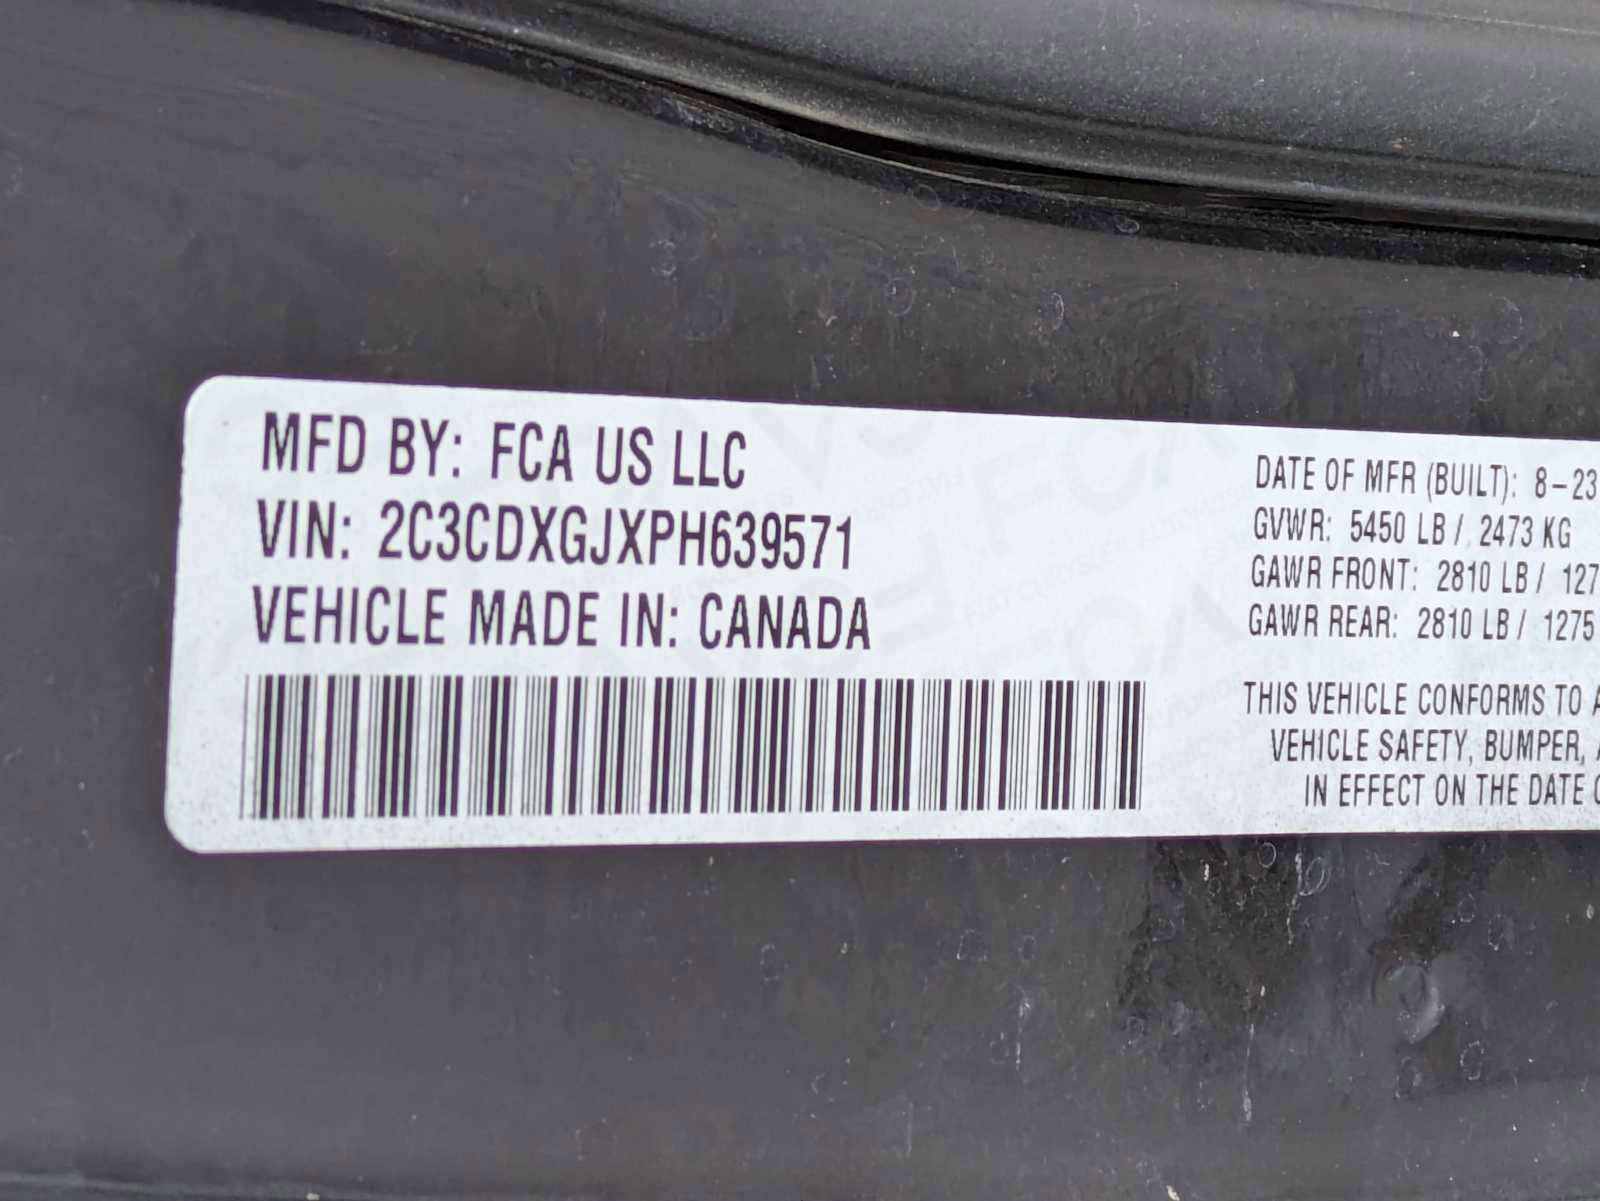 MFD BY: FCA US LLC
VIN: 2C3CDXGJXPH639571
VEHICLE MADE IN: CANADA
DATE OF MFR (BUILT): 8-23
GVWR: 5450 LB / 2473 KG
GAWR FRONT: 2810 LB / 127
GAWR REAR: 2810 LB / 1275
THIS VEHICLE CONFORMS TO A
VEHICLE SAFETY, BUMPER, A
IN EFFECT ON THE DATE O